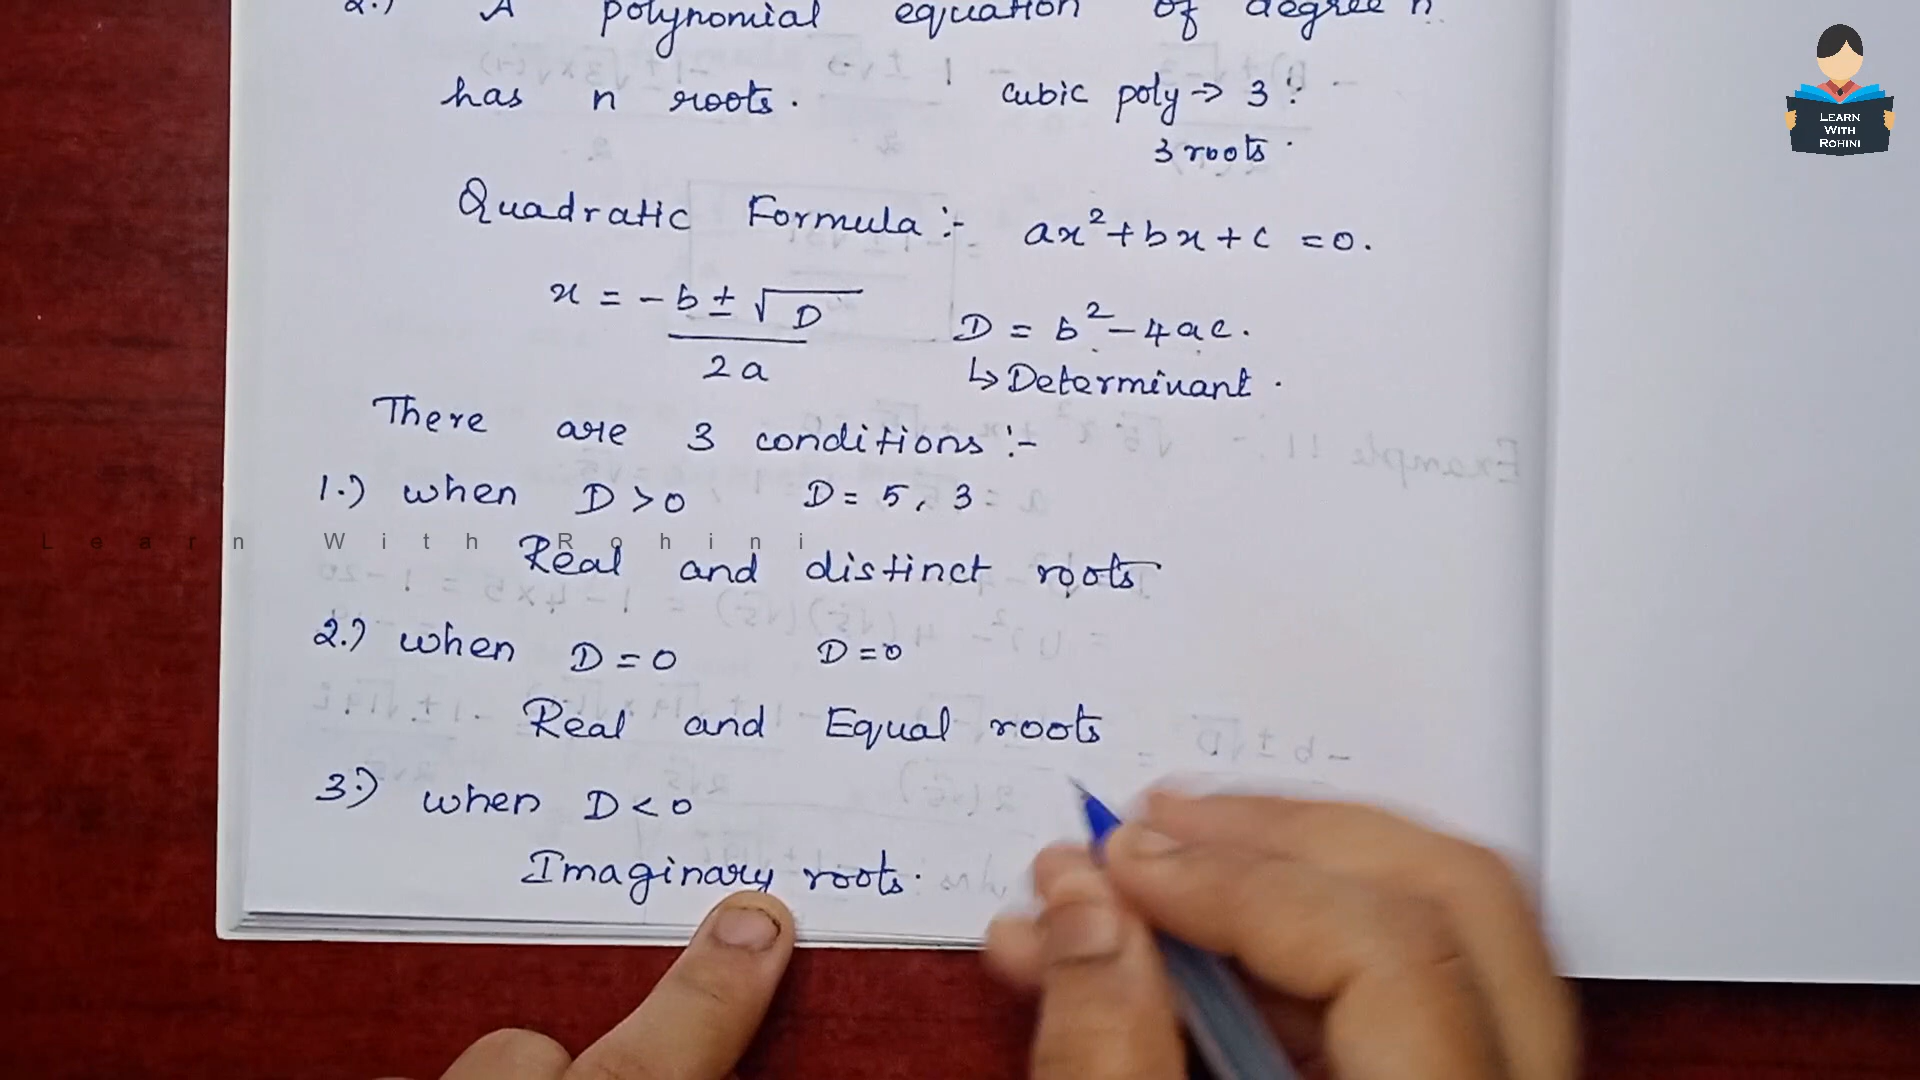 2.) A polynomial equation of degree n
has n roots. cubic poly → 3
3 roots
Quadratic Formula :- ax²+bx+c =0.
x = -b ± √D D = b²-4ac.
2a ↳ Determinant.
There are 3 conditions :-
1.) when D>0 D= 5, 3
Real and distinct roots
2.) when D=0 D=0
Real and Equal roots
3.) when D<0
Imaginary roots.
LEARN
WITH
ROHINI
Learn With Rohini